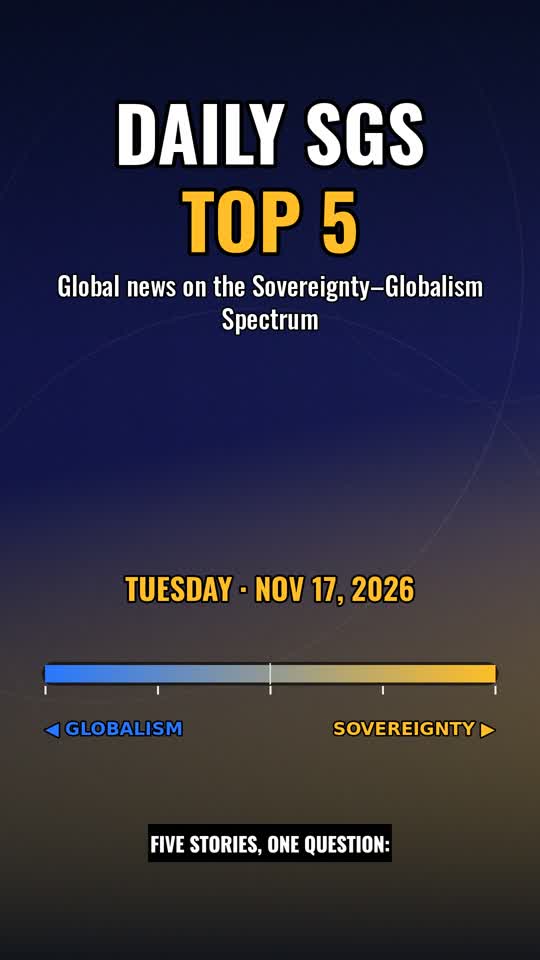 DAILY SGS
TOP 5
Global news on the Sovereignty–Globalism
Spectrum
TUESDAY · NOV 17, 2026
◀ GLOBALISM
SOVEREIGNTY ▶
FIVE STORIES, ONE QUESTION: